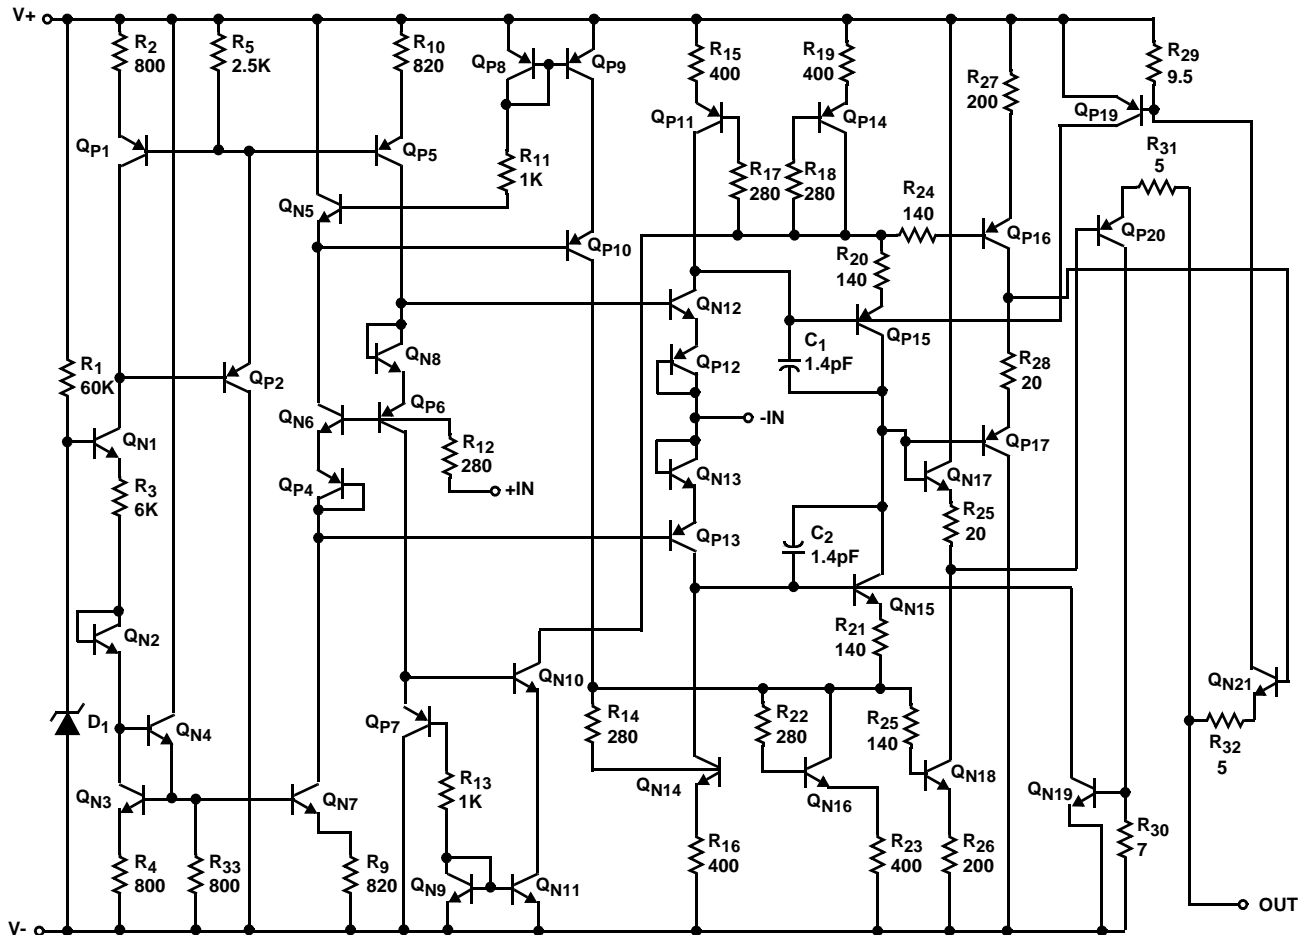 V+
R2
800
R5
2.5K
R10
820
QP8
QP9
R15
400
R19
400
R27
200
R29
9.5
QP1
QP5
R11
1K
QP11
QP14
QP19
R17
280
R18
280
R31
5
QN5
R24
140
QP10
QP16
QP20
R20
140
QN12
QP15
R1
60K
QP2
QN8
QP12
C1
1.4pF
R28
20
QP6
QN1
QN6
-IN
QP17
R12
280
R3
6K
QP4
+IN
QN13
QN17
R25
20
QP13
C2
1.4pF
QN15
QN2
R21
140
QN10
QN21
D1
QN4
QP7
R14
280
R22
280
R25
140
R32
5
QN3
QN7
R13
1K
QN14
QN16
QN18
QN19
R4
800
R33
800
R9
820
R16
400
R23
400
R26
200
R30
7
QN9
QN11
OUT
V-